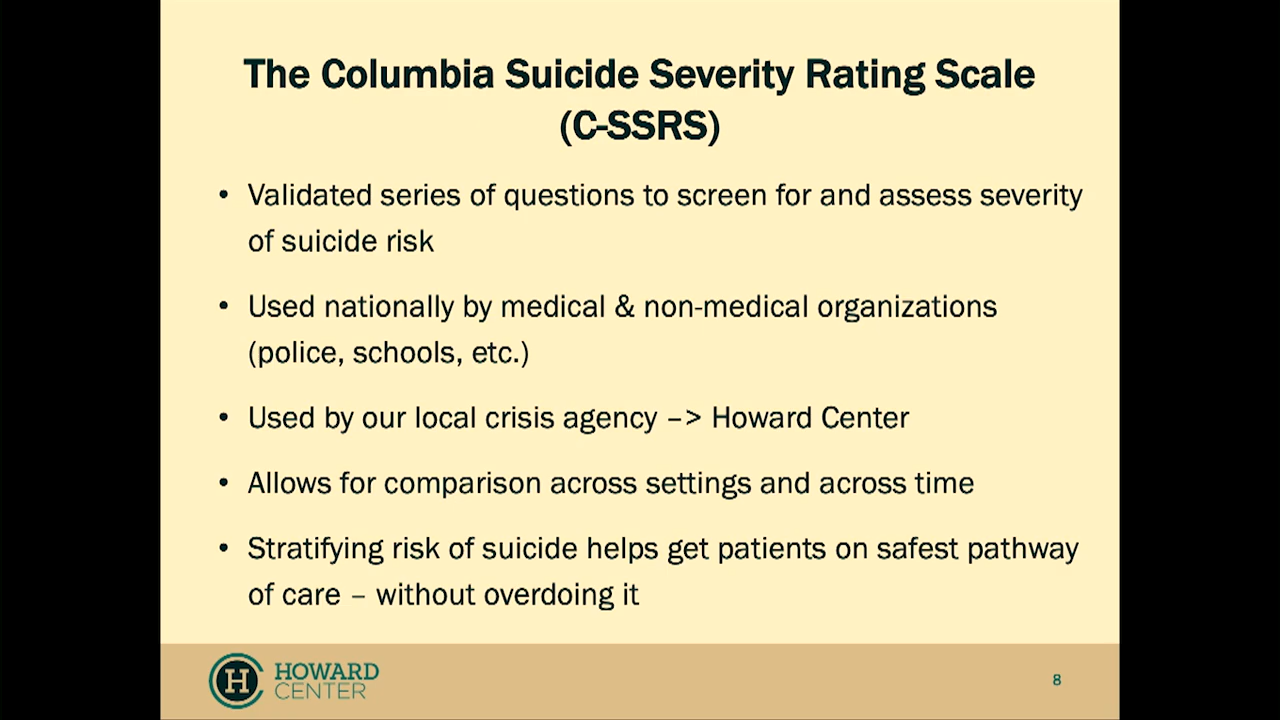 The Columbia Suicide Severity Rating Scale
(C-SSRS)
• Validated series of questions to screen for and assess severity
of suicide risk
• Used nationally by medical & non-medical organizations
(police, schools, etc.)
• Used by our local crisis agency –> Howard Center
• Allows for comparison across settings and across time
• Stratifying risk of suicide helps get patients on safest pathway
of care – without overdoing it
H HOWARD
CENTER
8